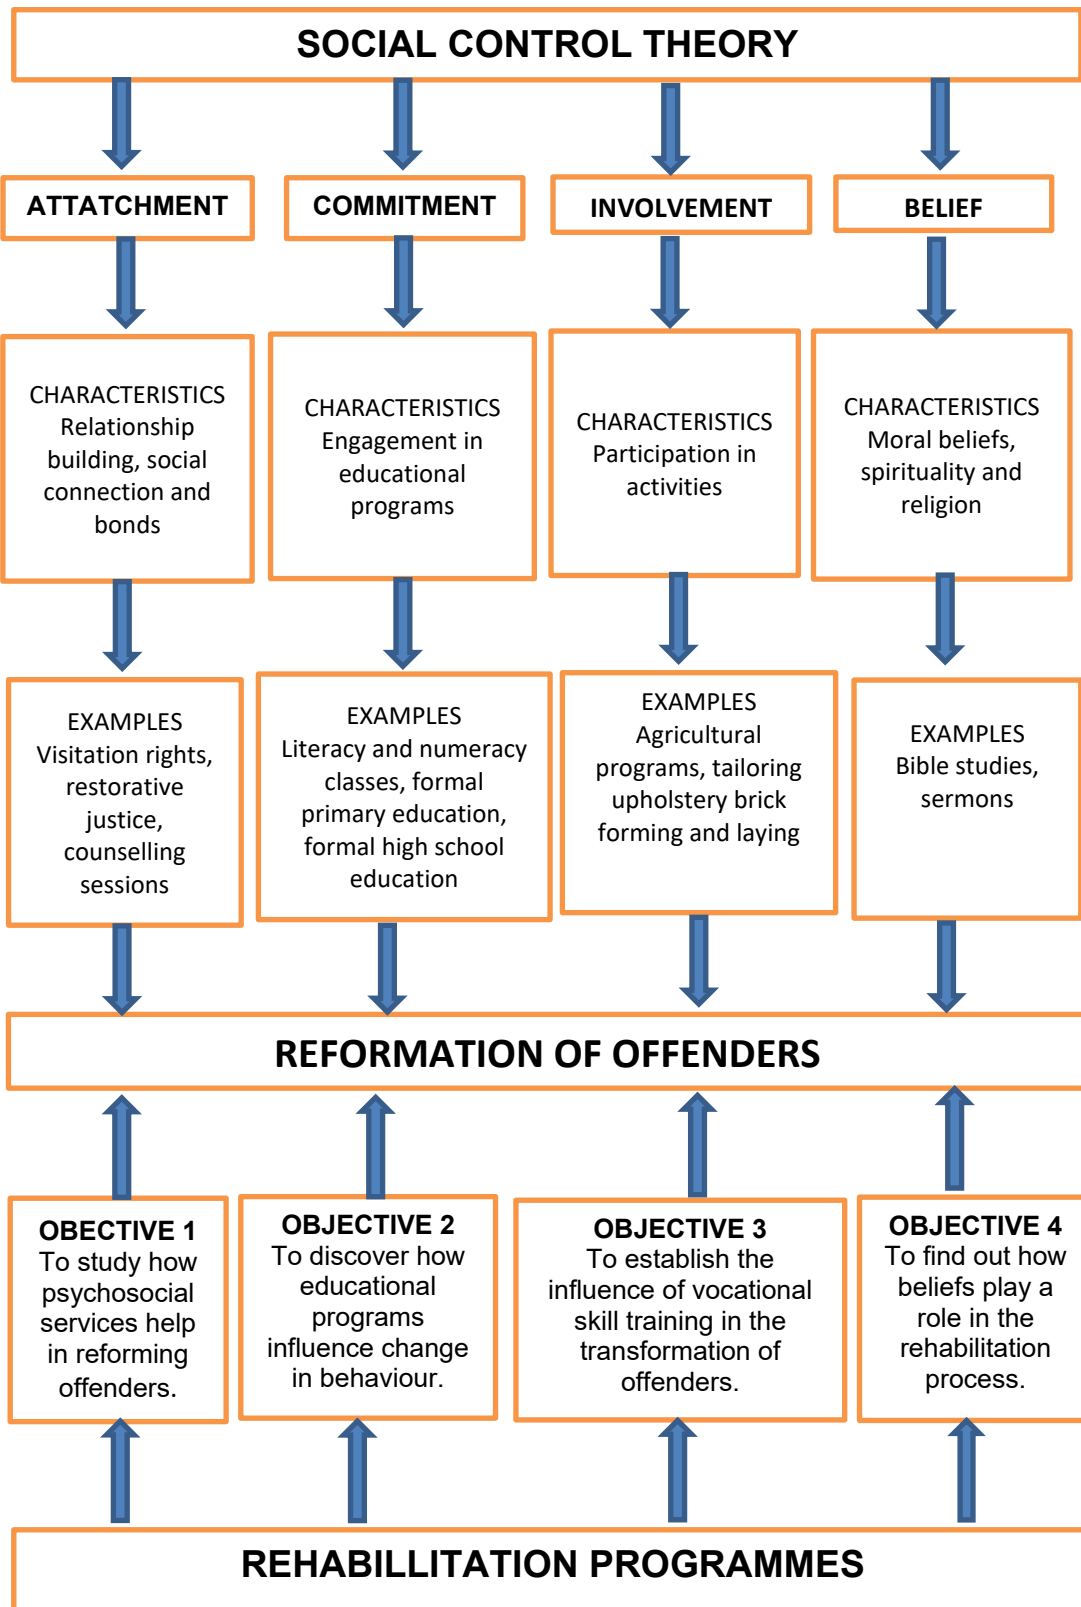 SOCIAL CONTROL THEORY
ATTATCHMENT
COMMITMENT
INVOLVEMENT
BELIEF
CHARACTERISTICS
Relationship
building, social
connection and
bonds
CHARACTERISTICS
Engagement in
educational
programs
CHARACTERISTICS
Participation in
activities
CHARACTERISTICS
Moral beliefs,
spirituality and
religion
EXAMPLES
Visitation rights,
restorative
justice,
counselling
sessions
EXAMPLES
Literacy and numeracy
classes, formal
primary education,
formal high school
education
EXAMPLES
Agricultural
programs, tailoring
upholstery brick
forming and laying
EXAMPLES
Bible studies,
sermons
REFORMATION OF OFFENDERS
OBECTIVE 1
To study how
psychosocial
services help
in reforming
offenders.
OBJECTIVE 2
To discover how
educational
programs
influence change
in behaviour.
OBJECTIVE 3
To establish the
influence of vocational
skill training in the
transformation of
offenders.
OBJECTIVE 4
To find out how
beliefs play a
role in the
rehabilitation
process.
REHABILLITATION PROGRAMMES